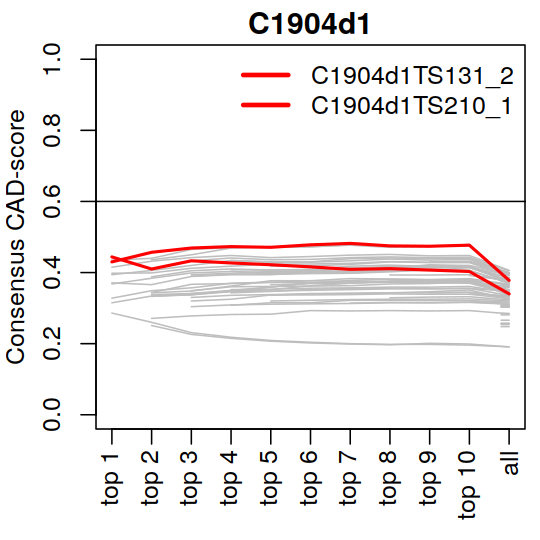 C1904d1
C1904d1TS131_2
C1904d1TS210_1
Consensus CAD-score
1.0
0.8
0.6
0.4
0.2
0.0
top 1
top 2
top 3
top 4
top 5
top 6
top 7
top 8
top 9
top 10
all